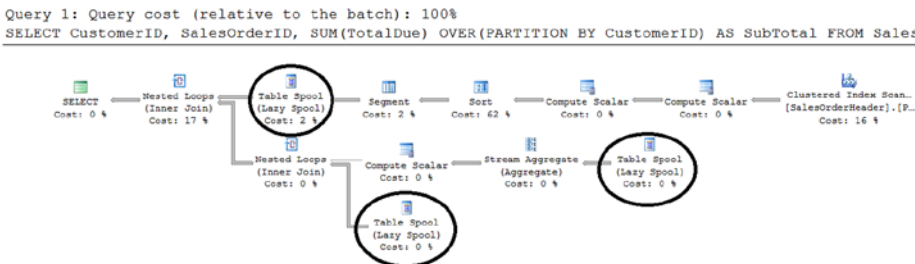 Query 1: Query cost (relative to the batch): 100%
SELECT CustomerID, SalesOrderID, SUM(TotalDue) OVER(PARTITION BY CustomerID) AS SubTotal FROM Sales
SELECT
Cost: 0 %
Nested Loops
(Inner Join)
Cost: 17 %
Table Spool
(Lazy Spool)
Cost: 2 %
Segment
Cost: 2 %
Sort
Cost: 62 %
Compute Scalar
Cost: 0 %
Compute Scalar
Cost: 0 %
Clustered Index Scan…
[SalesOrderHeader].[P…
Cost: 16 %
Nested Loops
(Inner Join)
Cost: 0 %
Compute Scalar
Cost: 0 %
Stream Aggregate
(Aggregate)
Cost: 0 %
Table Spool
(Lazy Spool)
Cost: 0 %
Table Spool
(Lazy Spool)
Cost: 0 %